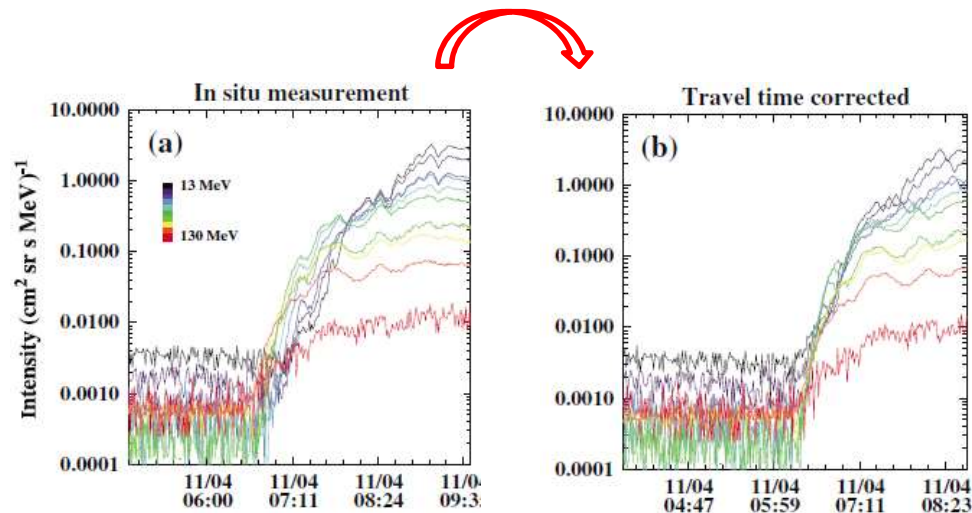 In situ measurement
Travel time corrected
Intensity (cm² sr s MeV)⁻¹
10.0000
1.0000
0.1000
0.0100
0.0010
0.0001
(a)
13 MeV
130 MeV
11/04 11/04 11/04 11/04
06:00 07:11 08:24 09:3
10.0000
1.0000
0.1000
0.0100
0.0010
0.0001
(b)
11/04 11/04 11/04 11/04
04:47 05:59 07:11 08:23